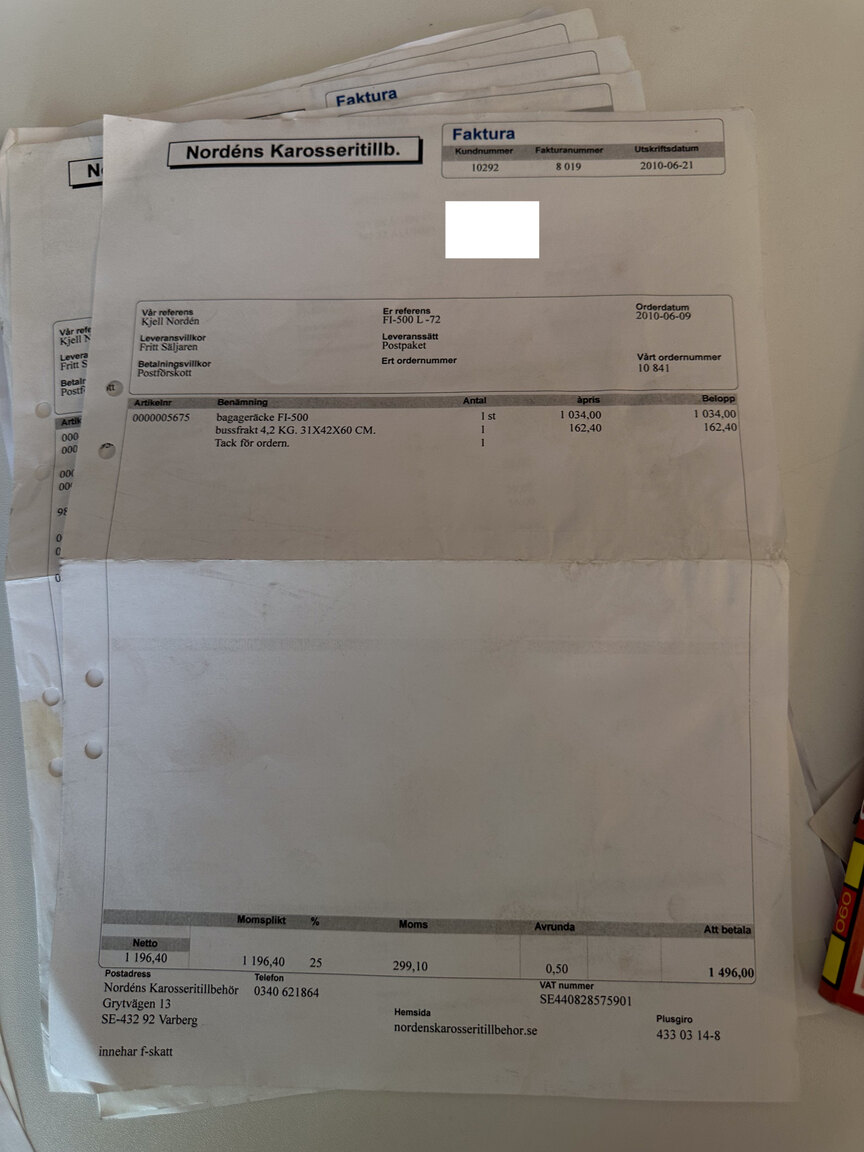 Faktura
Nordéns Karosseritillb.
Faktura
Kundnummer Fakturanummer Utskriftsdatum
10292 8 019 2010-06-21
Vår referens Er referens Orderdatum
Kjell Nordén FI-500 L -72 2010-06-09
Leveransvillkor Leveranssätt
Fritt Säljaren Postpaket
Betalningsvillkor Ert ordernummer Vårt ordernummer
Postförskott 10 841
Artikelnr Benämning Antal àpris Belopp
0000005675 bagageräcke FI-500 1 st 1 034,00 1 034,00
bussfrakt 4,2 KG. 31X42X60 CM. 1 162,40 162,40
Tack för ordern. 1
Momsplikt % Moms Avrunda Att betala
Netto
1 196,40 1 196,40 25 299,10 0,50 1 496,00
Postadress Telefon VAT nummer
Nordéns Karosseritillbehör 0340 621864 SE440828575901
Grytvägen 13 Hemsida Plusgiro
SE-432 92 Varberg nordenskarosseritillbehor.se 433 03 14-8
innehar f-skatt
060